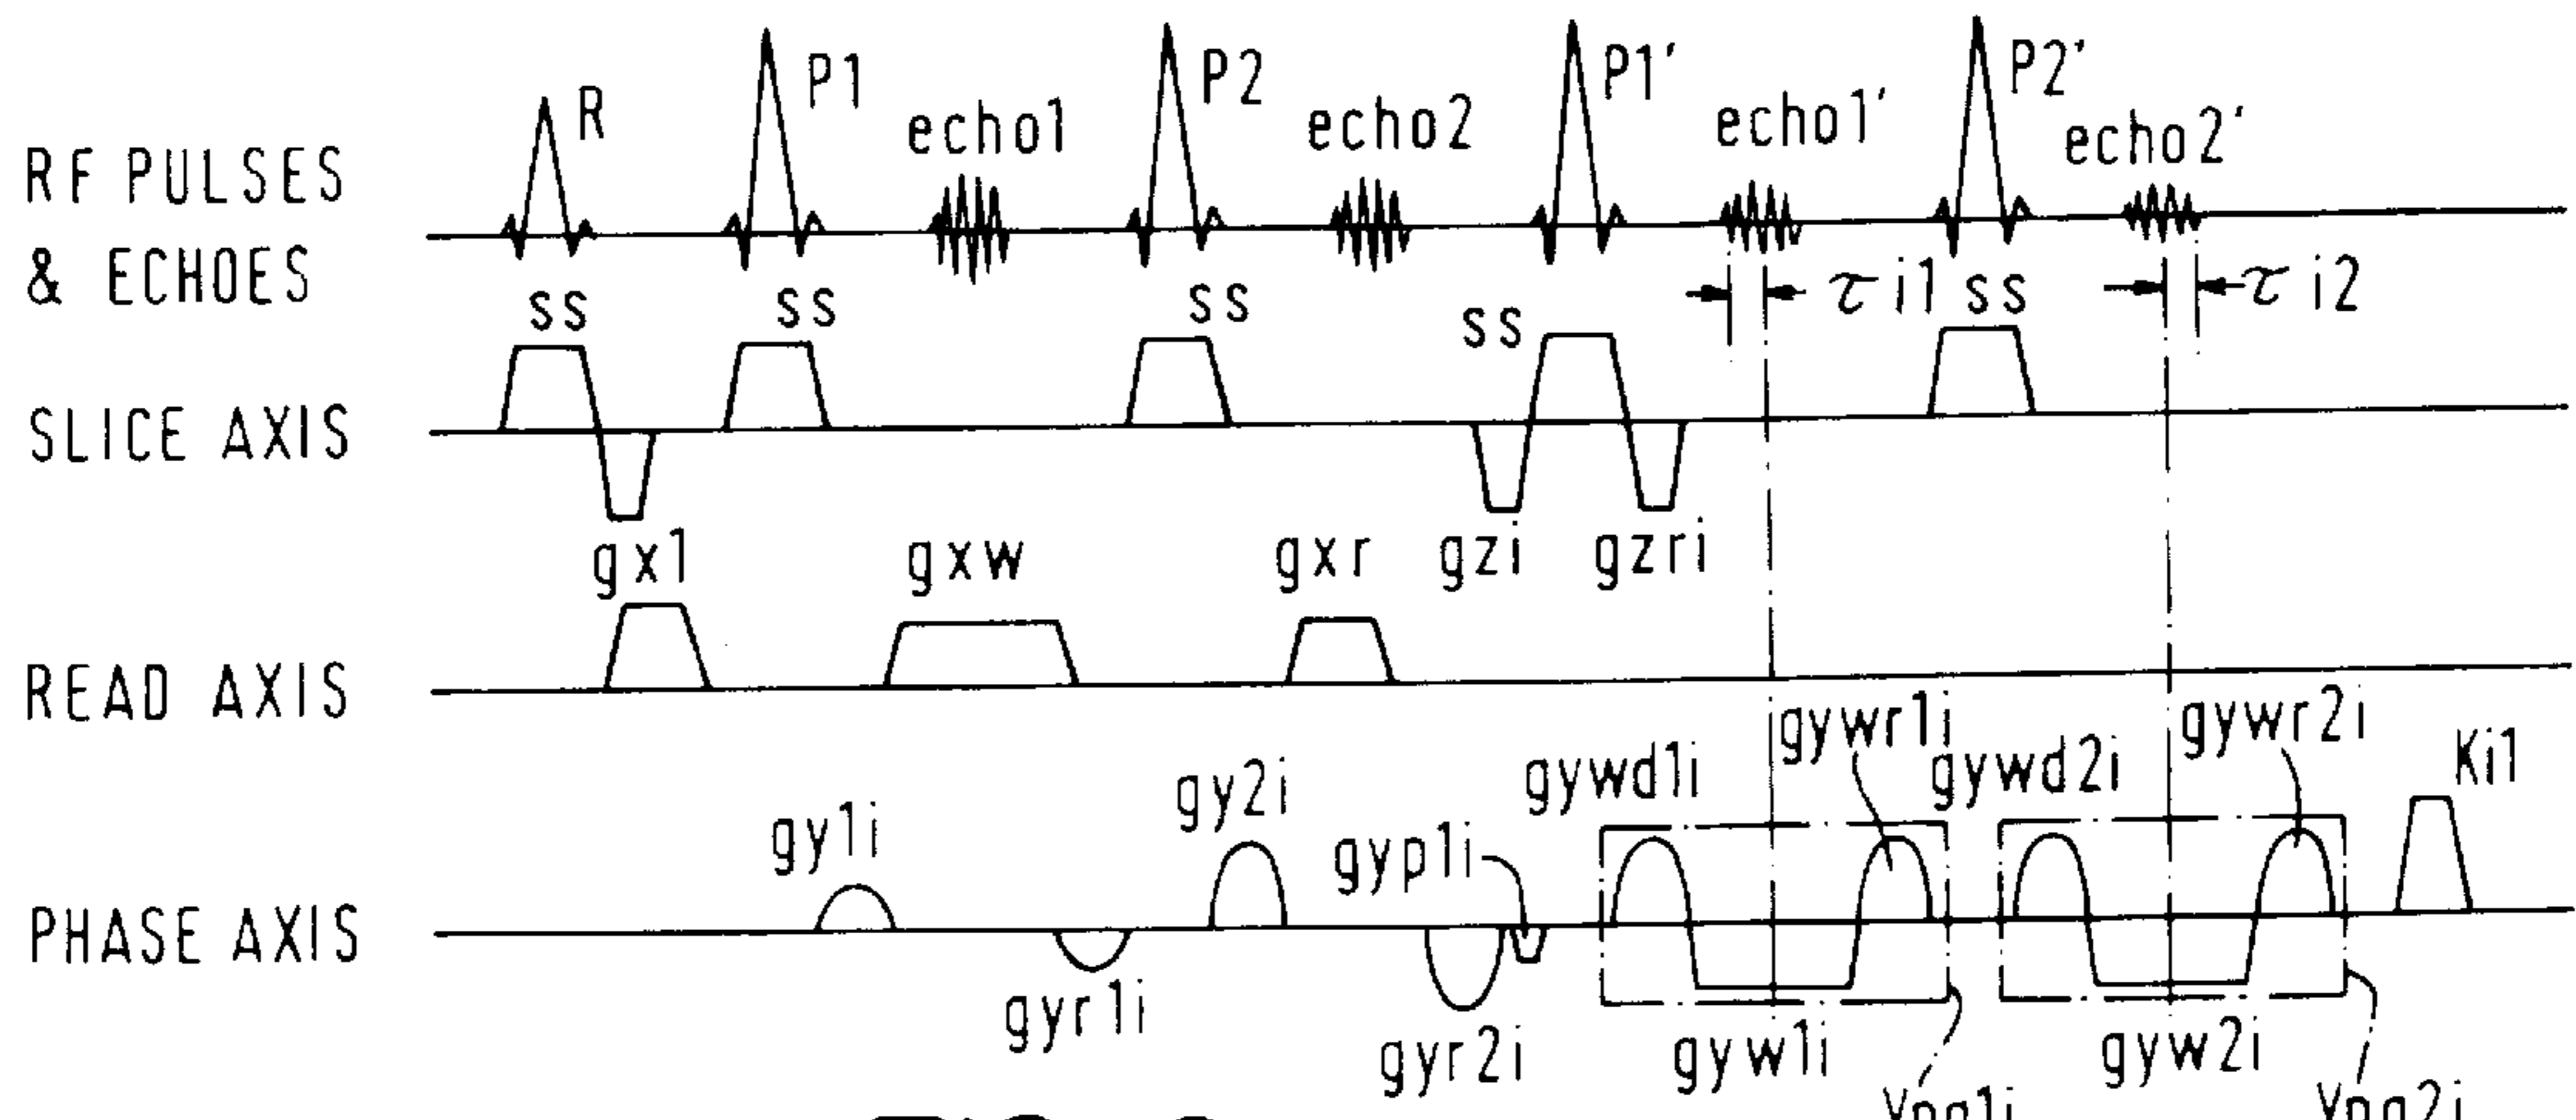 R
P1
echo1
P2
echo2
P1'
echo1'
P2'
echo2'
RF PULSES
& ECHOES
τi1
τi2
ss
ss
ss
ss
ss
SLICE AXIS
gzi
gzri
gx1
gxw
gxr
READ AXIS
gy1i
gyr1i
gy2i
gyr2i
gyp1i
gywd1i
gywr1i
gywd2i
gywr2i
Ki1
PHASE AXIS
gyw1i
gyw2i